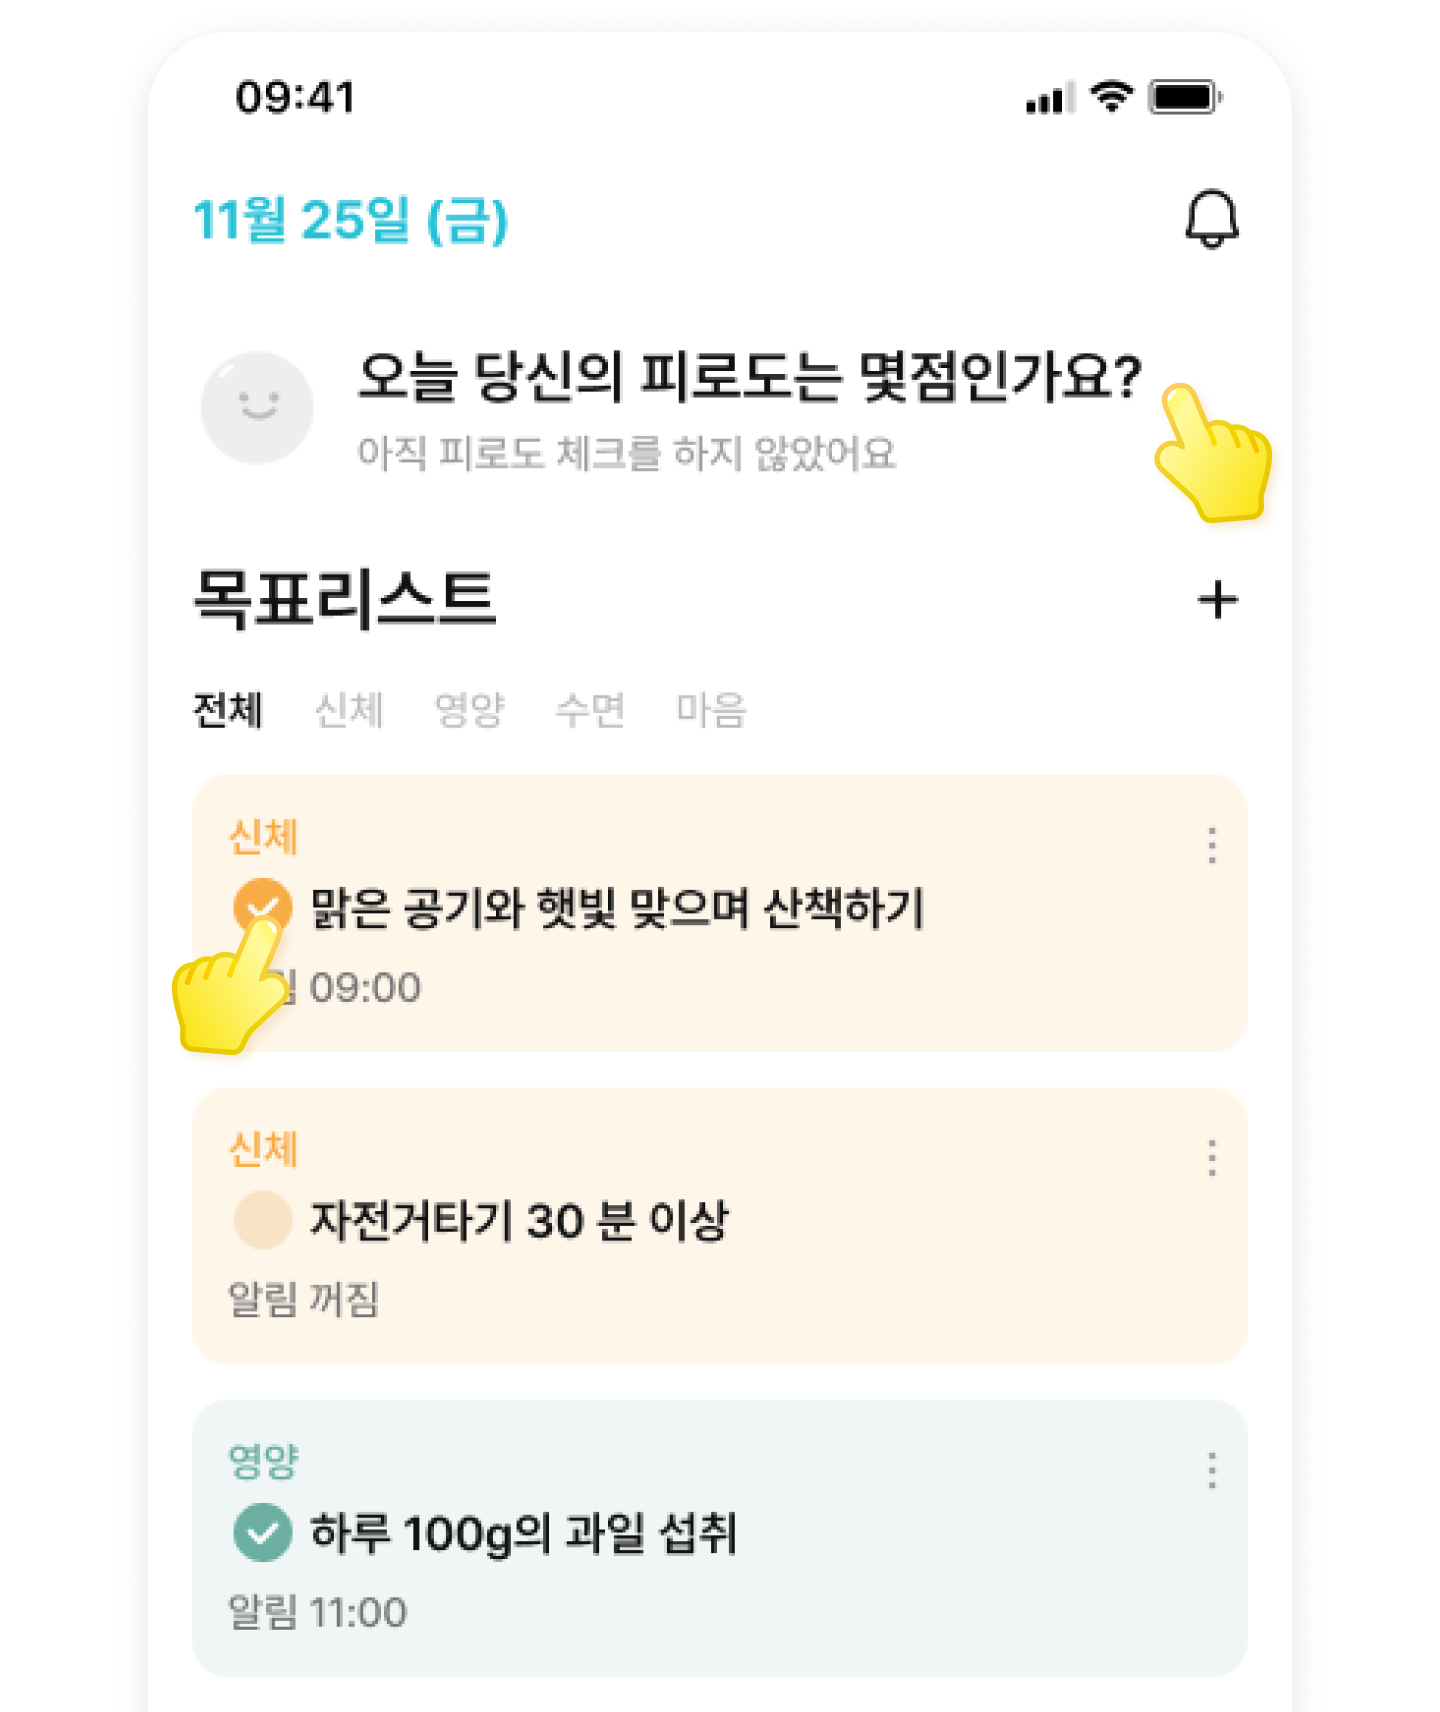 09:41
11월 25일 (금)
오늘 당신의 피로도는 몇점인가요?
아직 피로도 체크를 하지 않았어요
목표리스트
전체 신체 영양 수면 마음
신체
맑은 공기와 햇빛 맞으며 산책하기
09:00
신체
자전거타기 30 분 이상
알림 꺼짐
영양
하루 100g의 과일 섭취
알림 11:00